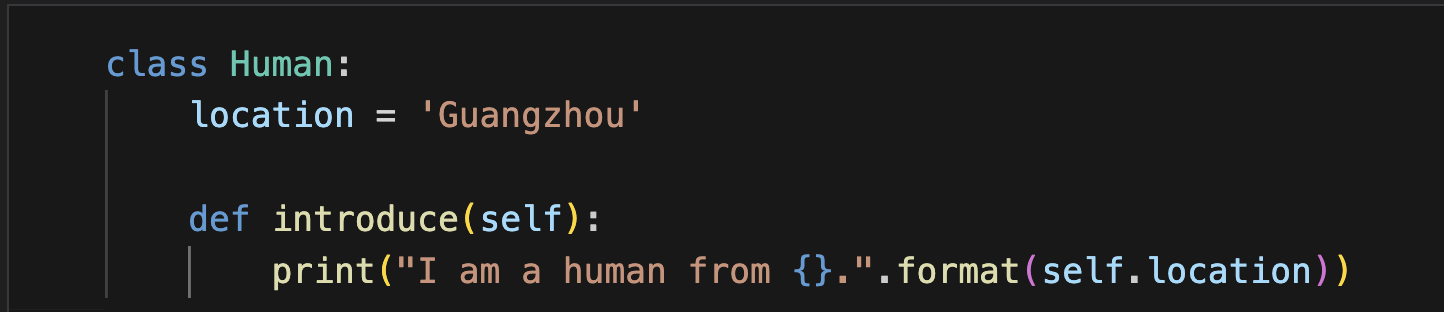 class Human:
    location = 'Guangzhou'

    def introduce(self):
        print("I am a human from {}.".format(self.location))